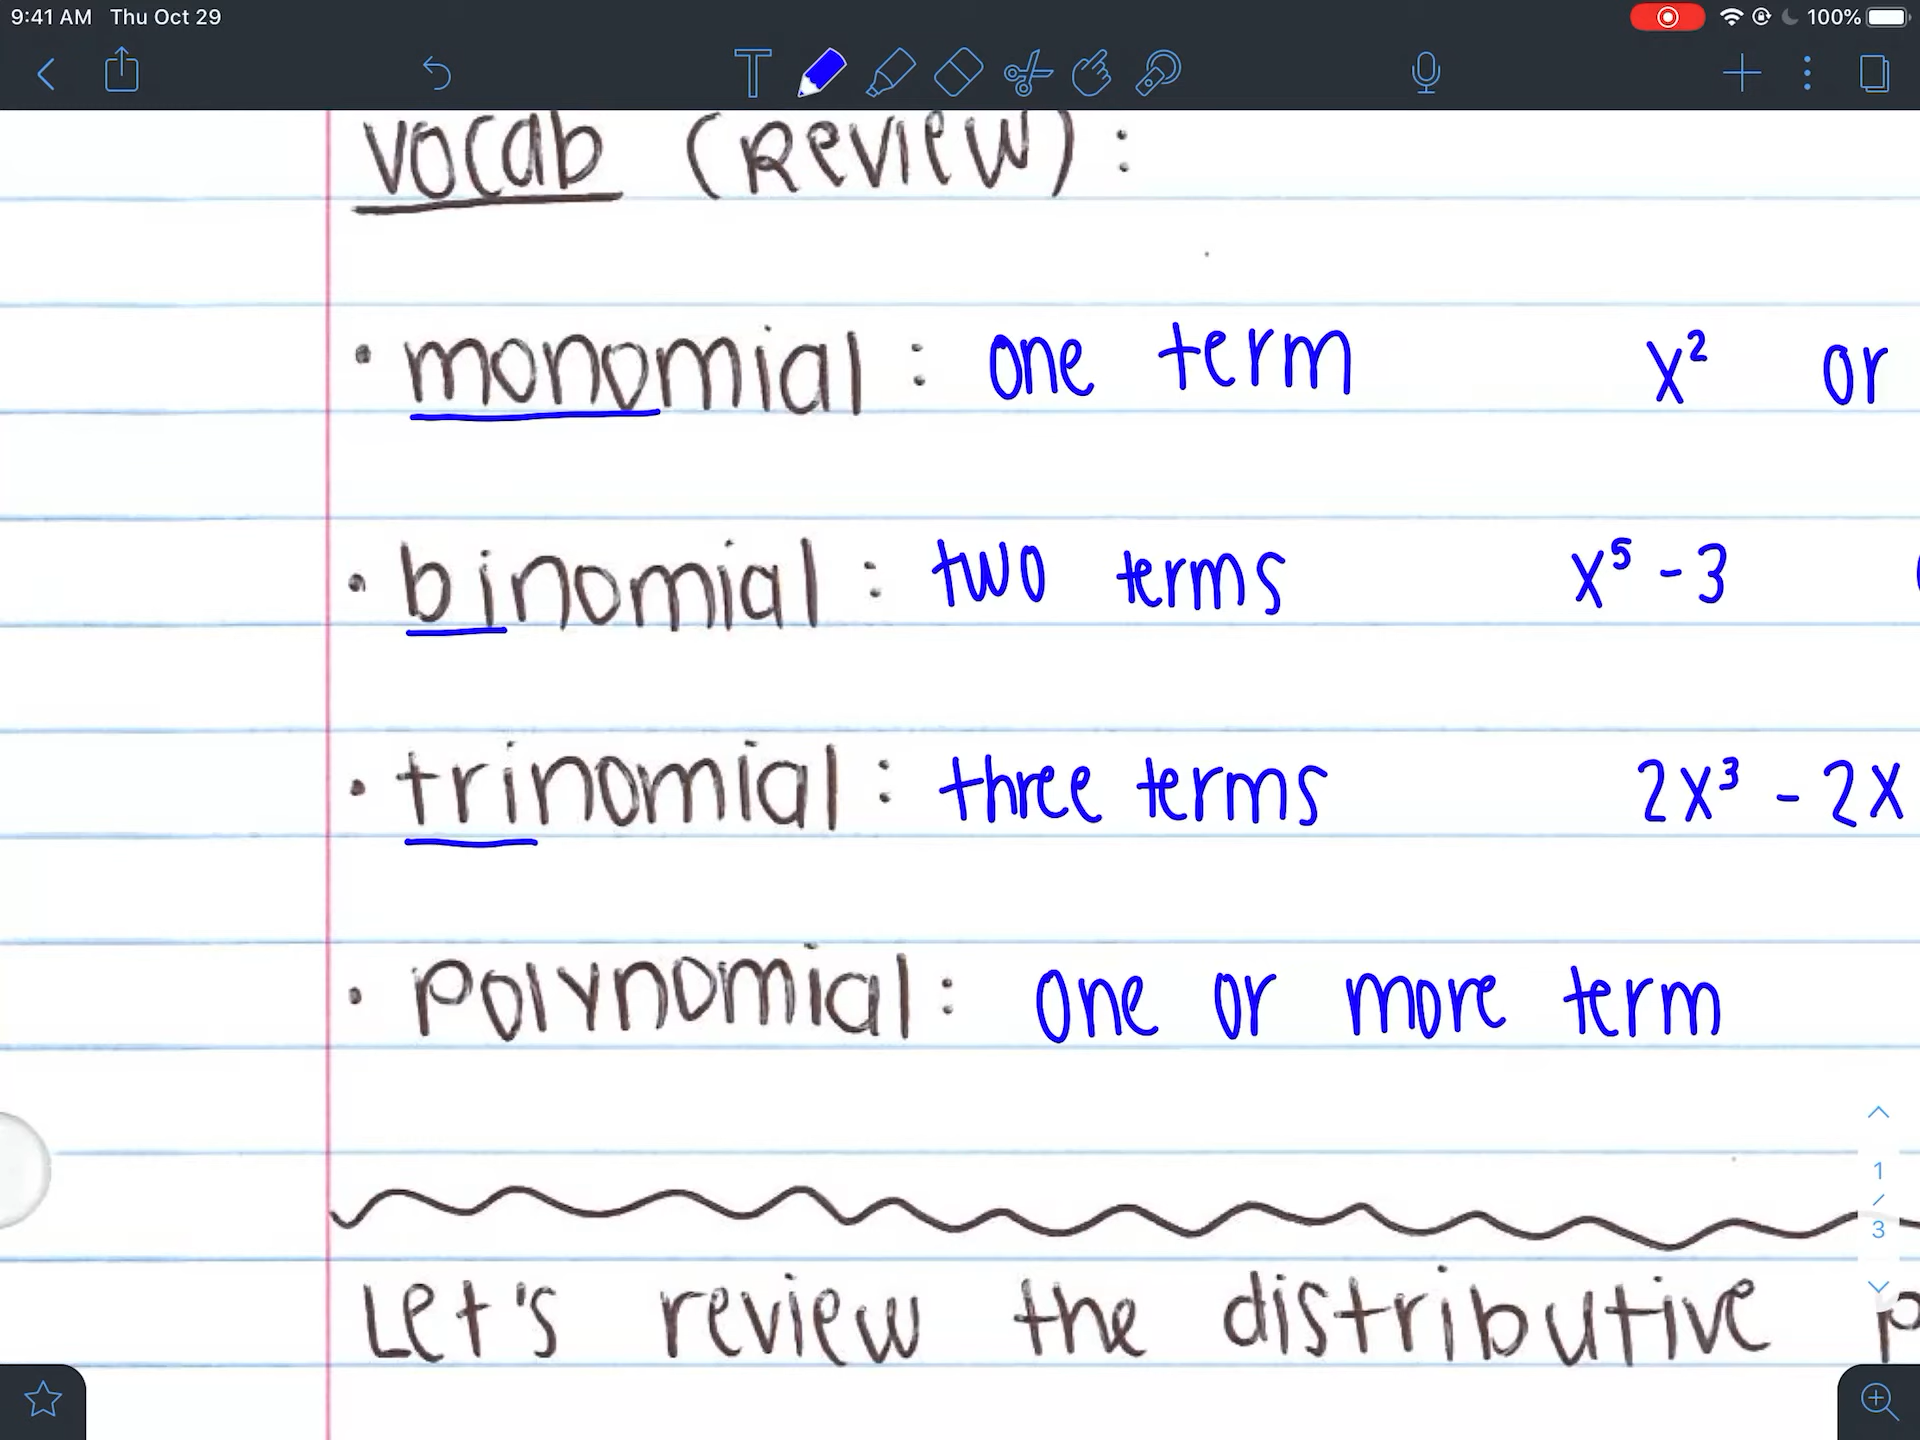 9:41 AM Thu Oct 29 100%
vocab (Review):
• monomial: one term x² or
• binomial: two terms x⁵ - 3
• trinomial: three terms 2x³ - 2x
• polynomial: one or more term
1
/
3
Let's review the distributive p